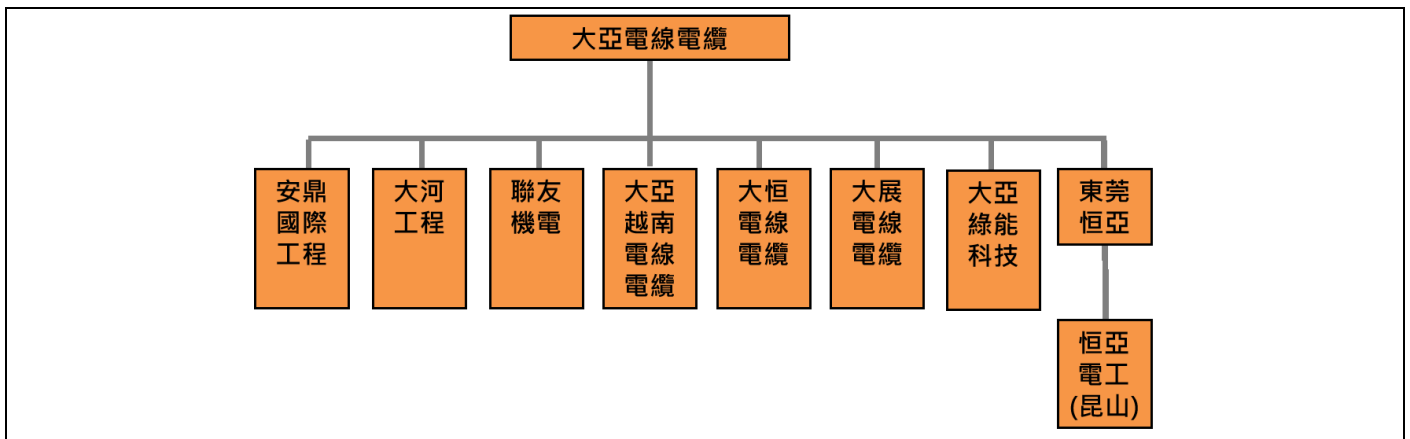 大亞電線電纜
安鼎
國際
工程
大河
工程
聯友
機電
大亞
越南
電線
電纜
大恒
電線
電纜
大展
電線
電纜
大亞
綠能
科技
東莞
恒亞
恒亞
電工
(昆山)